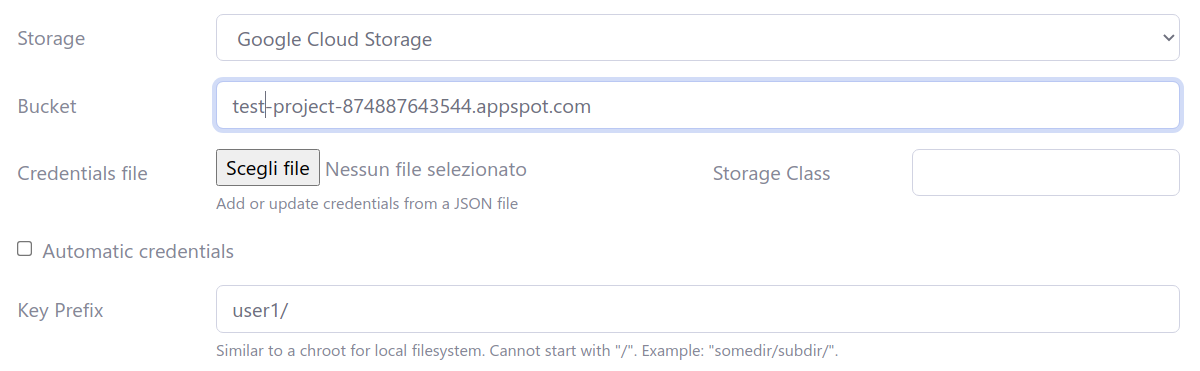 Storage
Google Cloud Storage
Bucket
test-project-874887643544.appspot.com
Credentials file
Scegli file Nessun file selezionato
Storage Class
Add or update credentials from a JSON file
Automatic credentials
Key Prefix
user1/
Similar to a chroot for local filesystem. Cannot start with "/". Example: "somedir/subdir/".